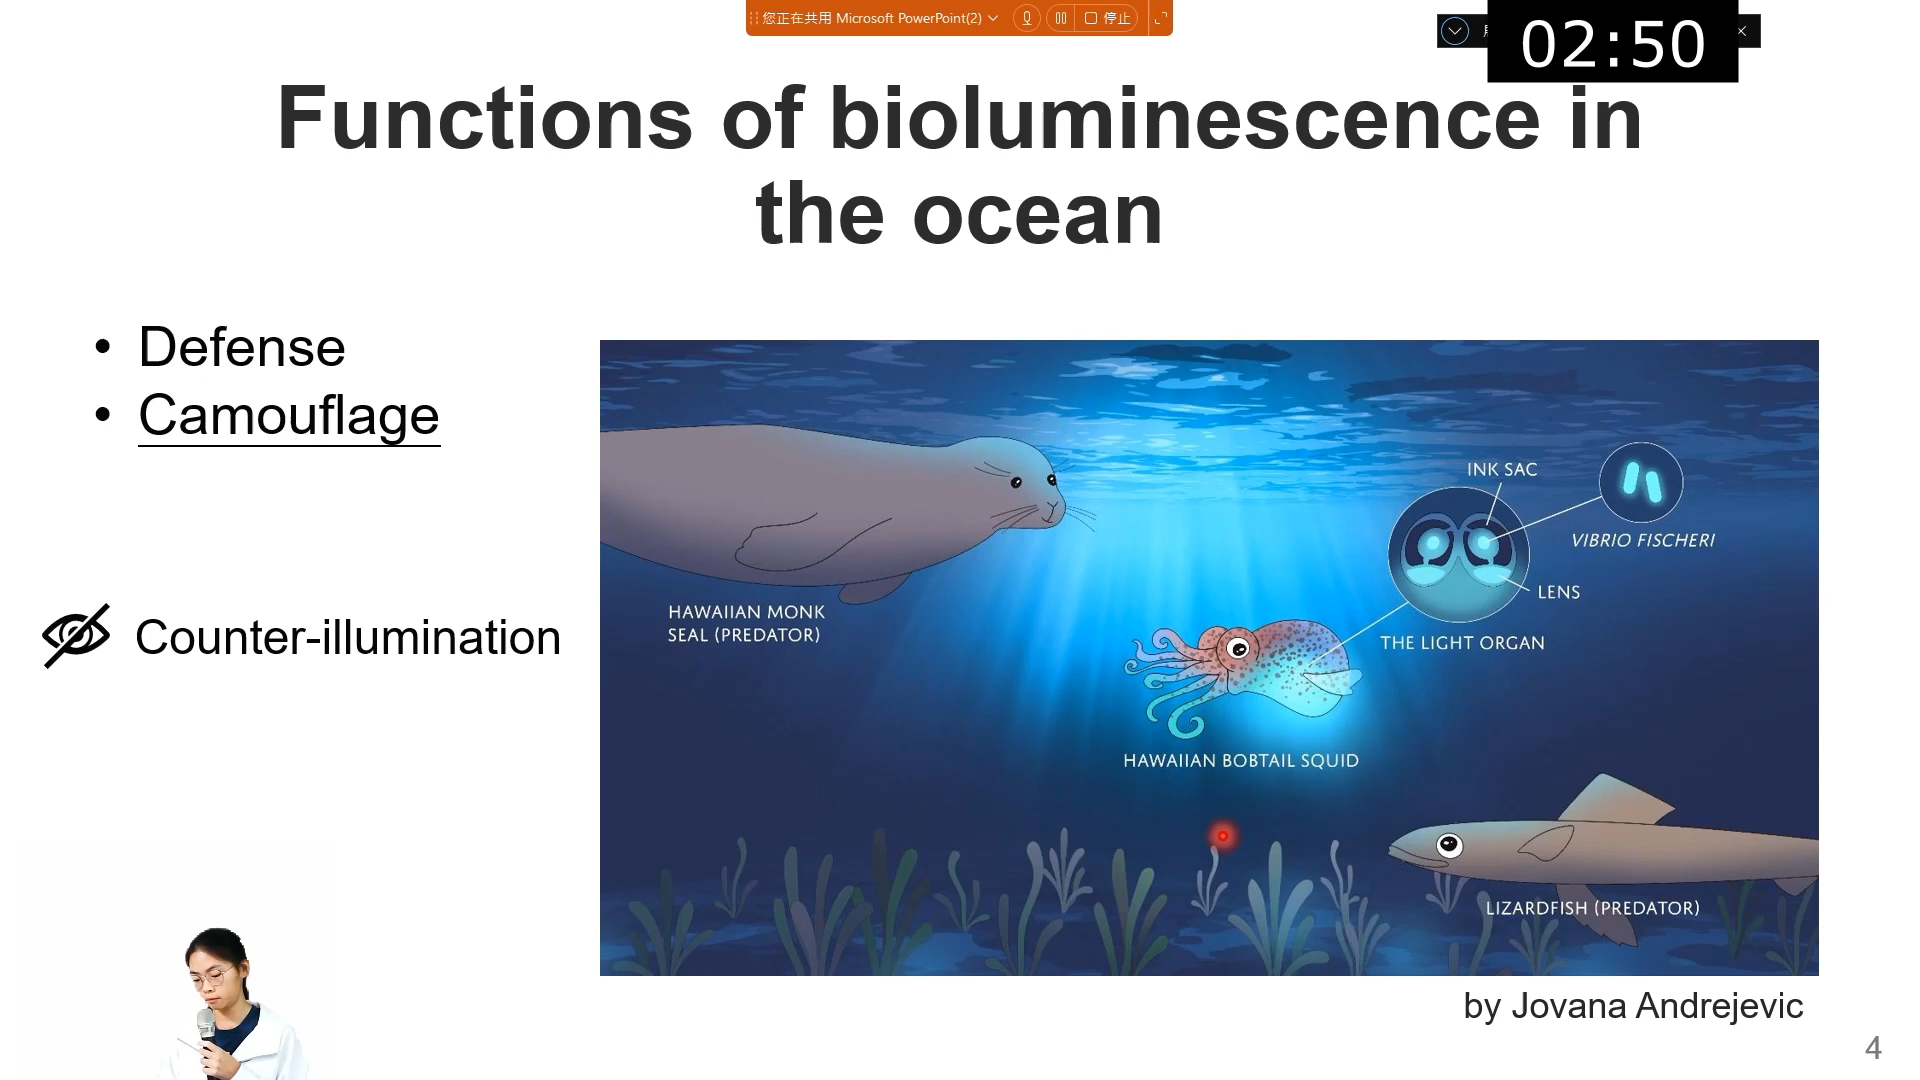 您正在共用 Microsoft PowerPoint(2)
停止
02:50
Functions of bioluminescence in
the ocean
• Defense
• Camouflage
Counter-illumination
INK SAC
VIBRIO FISCHERI
LENS
THE LIGHT ORGAN
HAWAIIAN MONK
SEAL (PREDATOR)
HAWAIIAN BOBTAIL SQUID
LIZARDFISH (PREDATOR)
by Jovana Andrejevic
4